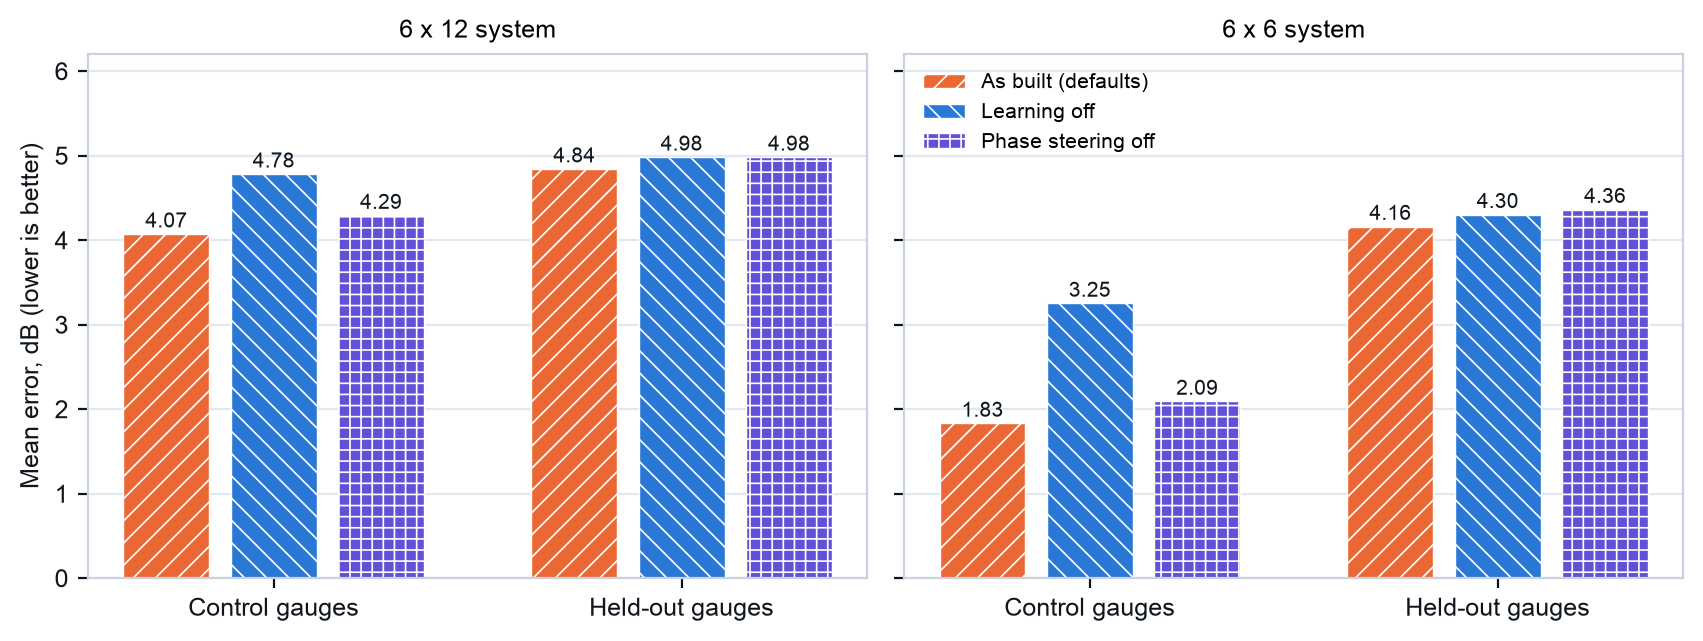 6 x 12 system
Mean error, dB (lower is better)
6
5
4
3
2
1
0
4.07
4.78
4.29
4.84
4.98
4.98
Control gauges
Held-out gauges
6 x 6 system
As built (defaults)
Learning off
Phase steering off
1.83
3.25
2.09
4.16
4.30
4.36
Control gauges
Held-out gauges